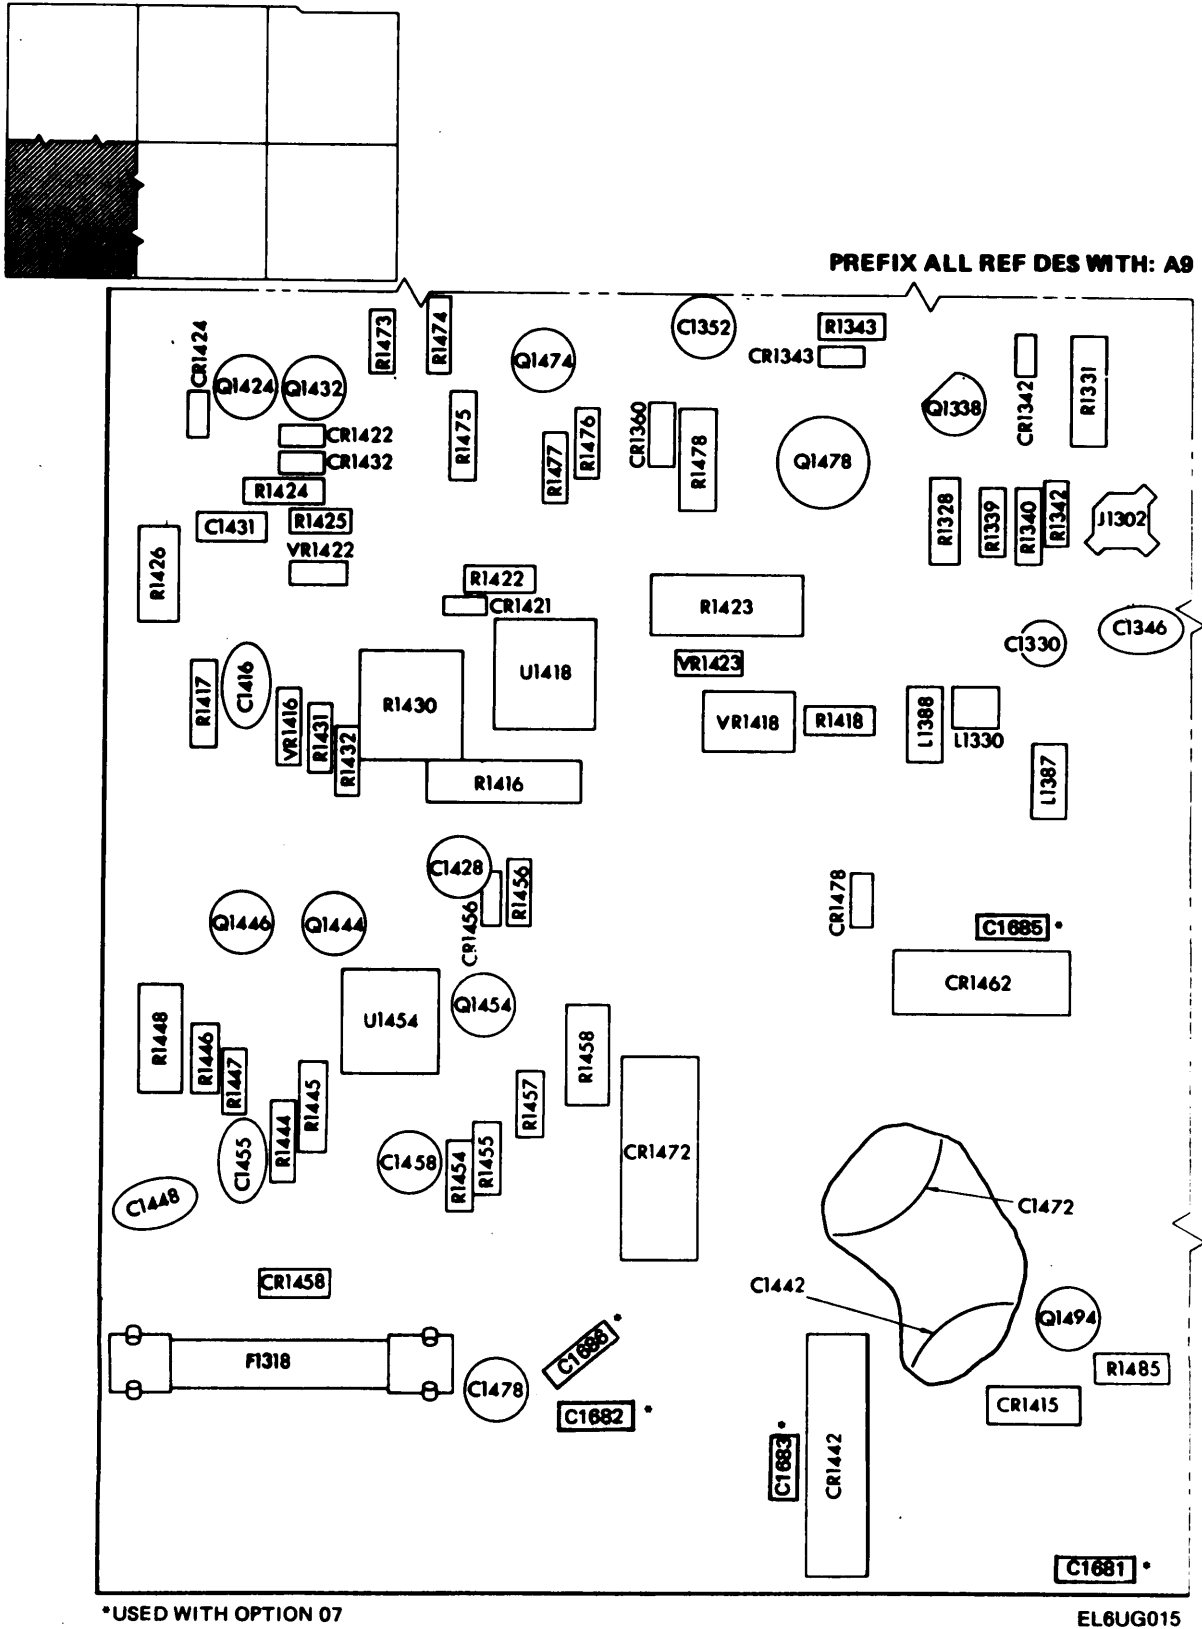 PREFIX ALL REF DES WITH: A9
CR1424
Q1424
Q1432
R1473
R1474
Q1474
C1352
R1343
CR1343
Q1338
CR1342
R1331
CR1422
CR1432
R1424
C1431
R1425
VR1422
R1426
R1475
R1477
R1476
CR1360
R1478
Q1478
R1328
R1339
R1340
R1342
J1302
R1422
CR1421
R1423
U1418
VR1423
C1330
C1346
R1417
C1416
VR1416
R1431
R1432
R1430
R1416
VR1418
R1418
L1388
L1330
L1387
C1428
CR1456
R1456
CR1478
Q1446
Q1444
C1685 *
CR1462
U1454
Q1454
R1448
R1446
R1447
R1445
R1444
C1455
C1448
C1458
R1454
R1455
R1457
R1458
CR1472
C1472
C1442
CR1458
F1318
C1478
C1686 *
C1682 *
C1683 *
CR1442
Q1494
R1485
CR1415
C1681 *
*USED WITH OPTION 07
EL6UG015